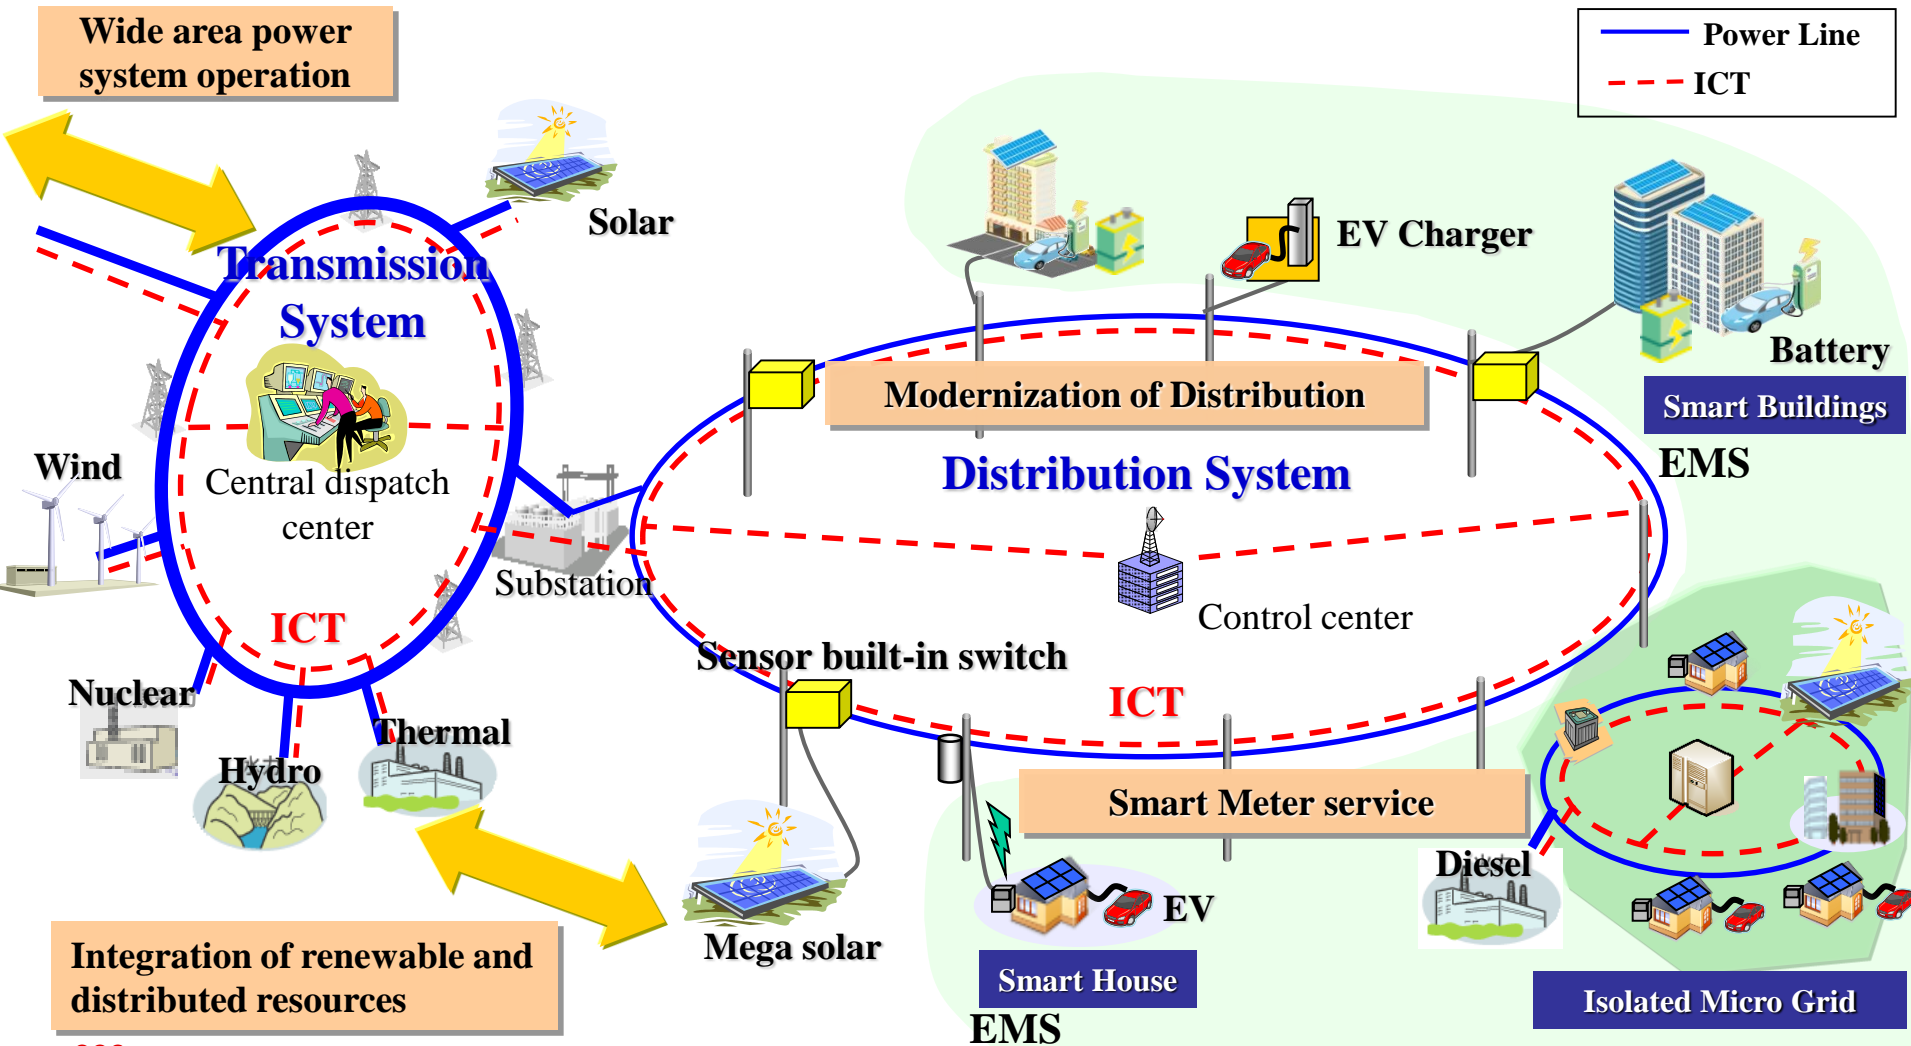 Wide area power
system operation
Power Line
ICT
Solar
EV Charger
Transmission
System
Battery
Modernization of Distribution
Smart Buildings
EMS
Wind
Central dispatch
center
Distribution System
Substation
Control center
ICT
Sensor built-in switch
ICT
Nuclear
Thermal
Hydro
Smart Meter service
Diesel
EV
Mega solar
Integration of renewable and
distributed resources
Smart House
EMS
Isolated Micro Grid